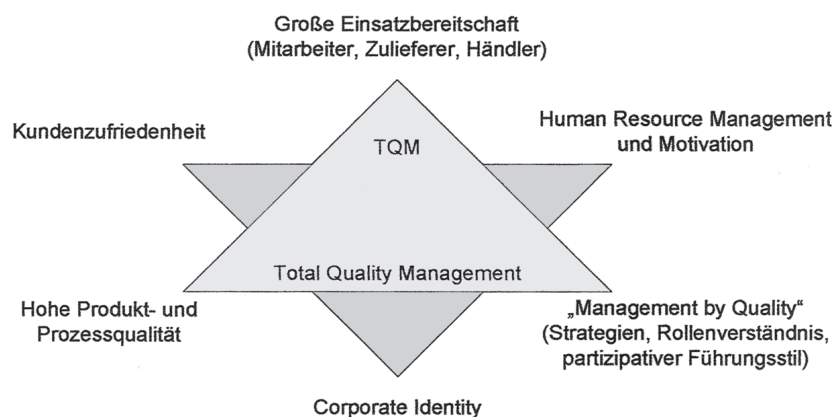 Große Einsatzbereitschaft
(Mitarbeiter, Zulieferer, Händler)
Kundenzufriedenheit
Human Resource Management
und Motivation
TQM
Total Quality Management
Hohe Produkt- und
Prozessqualität
„Management by Quality“
(Strategien, Rollenverständnis,
partizipativer Führungsstil)
Corporate Identity